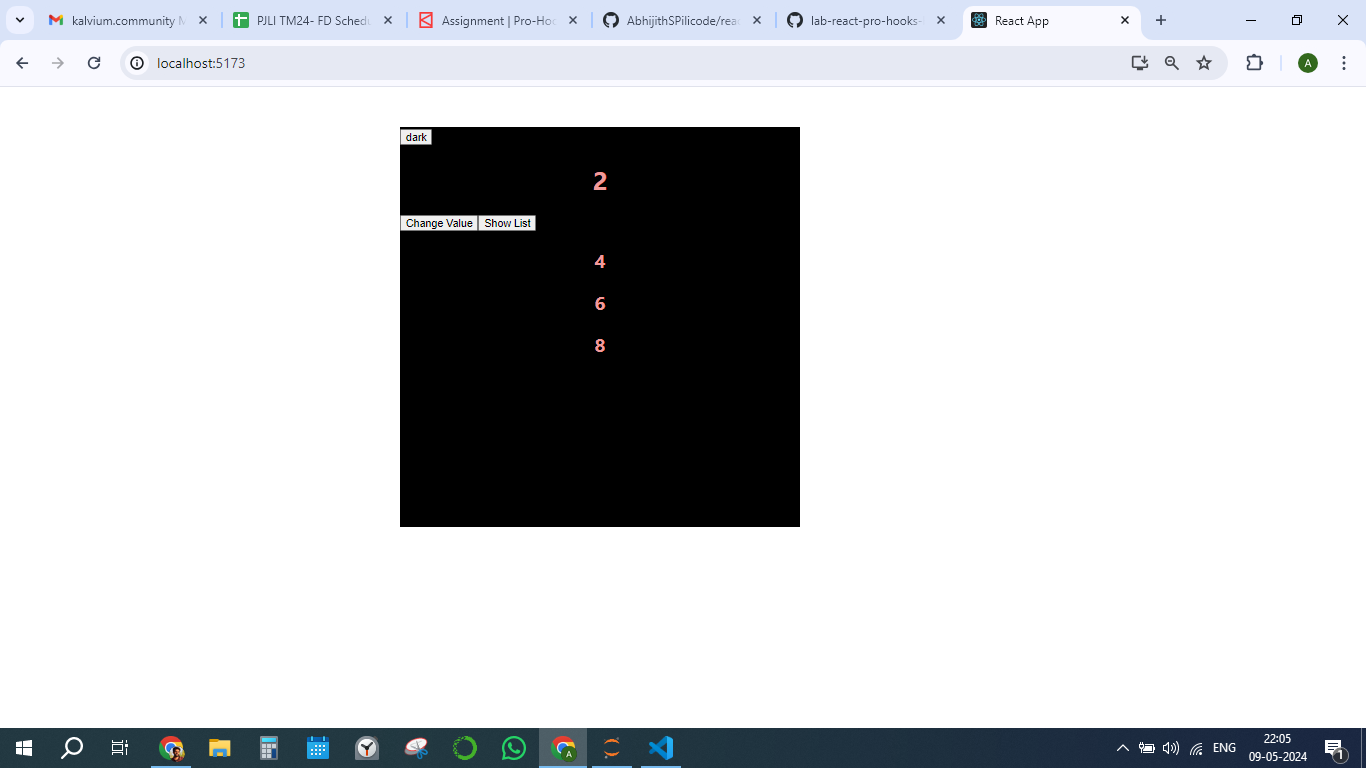 kalvium.community M
PJLI TM24- FD Schedu
Assignment | Pro-Hoo
AbhijithSPilicode/rea
lab-react-pro-hooks-
React App
localhost:5173
A
dark
2
Change Value
Show List
4
6
8
A
ENG
22:05
09-05-2024
1